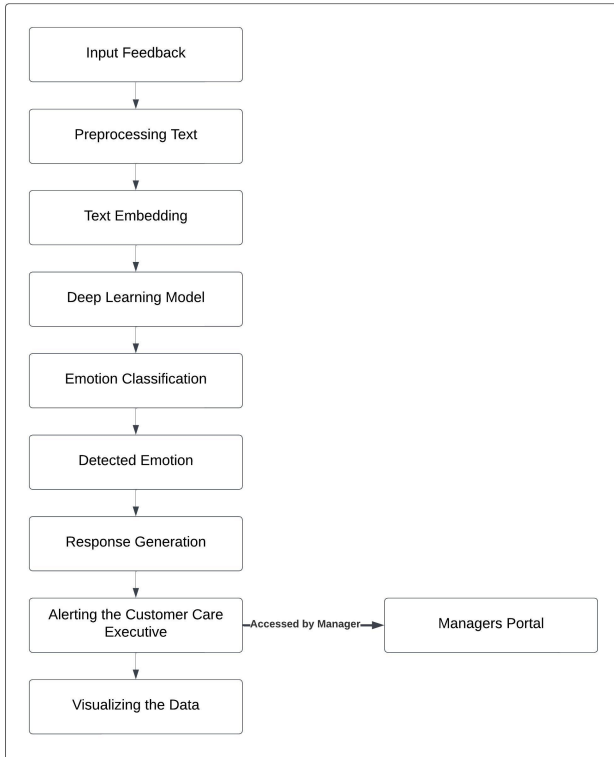 Input Feedback
Preprocessing Text
Text Embedding
Deep Learning Model
Emotion Classification
Detected Emotion
Response Generation
Alerting the Customer Care
Executive
Accessed by Manager
Managers Portal
Visualizing the Data